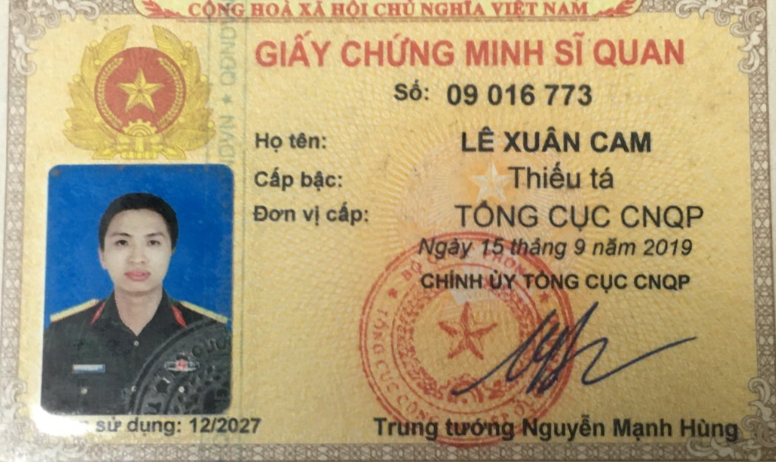 CỘNG HOÀ XÃ HỘI CHỦ NGHĨA VIỆT NAM
GIẤY CHỨNG MINH SĨ QUAN
Số: 09 016 773
Họ tên: LÊ XUÂN CAM
Cấp bậc: Thiếu tá
Đơn vị cấp: TỔNG CỤC CNQP
Ngày 15 tháng 9 năm 2019
CHÍNH ỦY TỔNG CỤC CNQP
sử dụng: 12/2027
Trung tướng Nguyễn Mạnh Hùng